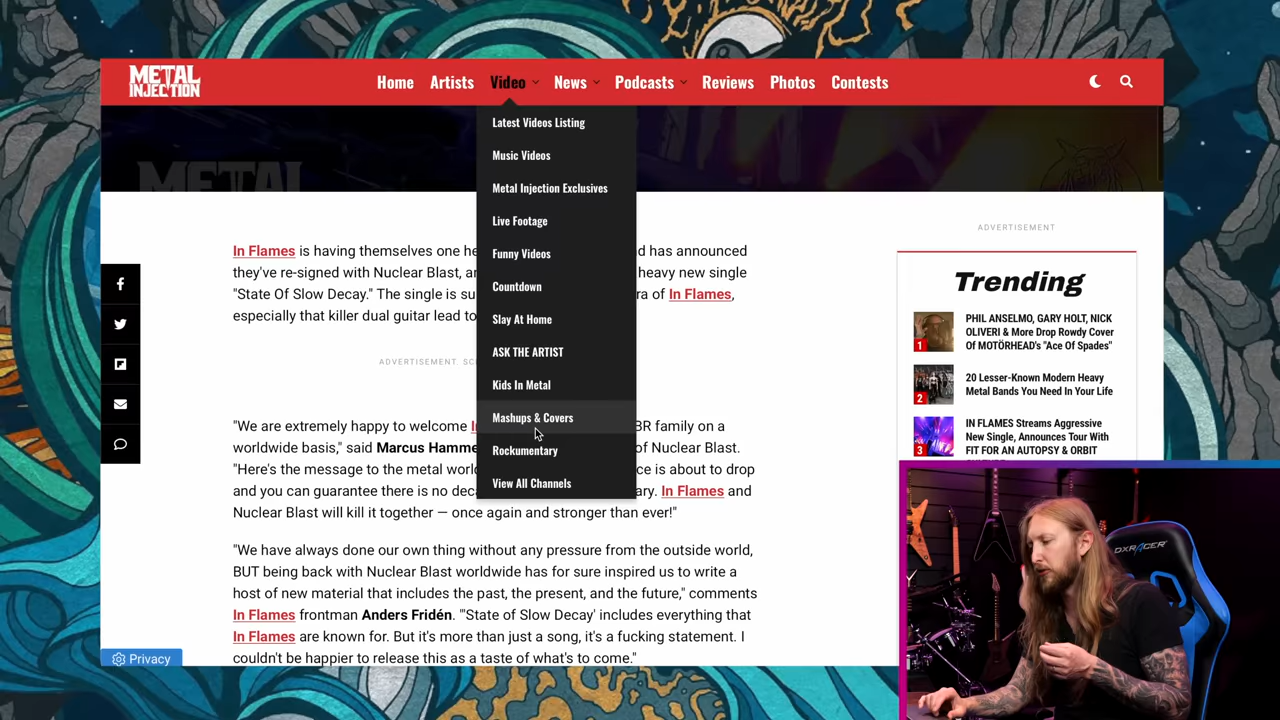 METAL
INJECTION
Home Artists Video News Podcasts Reviews Photos Contests
METAL
Latest Videos Listing
Music Videos
Metal Injection Exclusives
Live Footage
Funny Videos
Countdown
Slay At Home
ASK THE ARTIST
Kids In Metal
Mashups & Covers
Rockumentary
View All Channels
In Flames is having themselves one d has announced
they've re-signed with Nuclear Blast, heavy new single
"State Of Slow Decay." The single is ra of In Flames,
especially that killer dual guitar lead to
ADVERTISEMENT.
"We are extremely happy to welcome BR family on a
worldwide basis," said Marcus Hamme of Nuclear Blast.
"Here's the message to the metal ce is about to drop
and you can guarantee there is no ary. In Flames and
Nuclear Blast will kill it together — once again and stronger than ever!"
"We have always done our own thing without any pressure from the outside world,
BUT being back with Nuclear Blast worldwide has for sure inspired us to write a
host of new material that includes the past, the present, and the future," comments
In Flames frontman Anders Fridén. "'State of Slow Decay' includes everything that
In Flames are known for. But it's more than just a song, it's a fucking statement. I
couldn't be happier to release this as a taste of what's to come."
Privacy
ADVERTISEMENT
Trending
1
PHIL ANSELMO, GARY HOLT, NICK
OLIVERI & More Drop Rowdy Cover
Of MOTÖRHEAD's "Ace Of Spades"
2
20 Lesser-Known Modern Heavy
Metal Bands You Need In Your Life
3
IN FLAMES Streams Aggressive
New Single, Announces Tour With
FIT FOR AN AUTOPSY & ORBIT
DXRACER